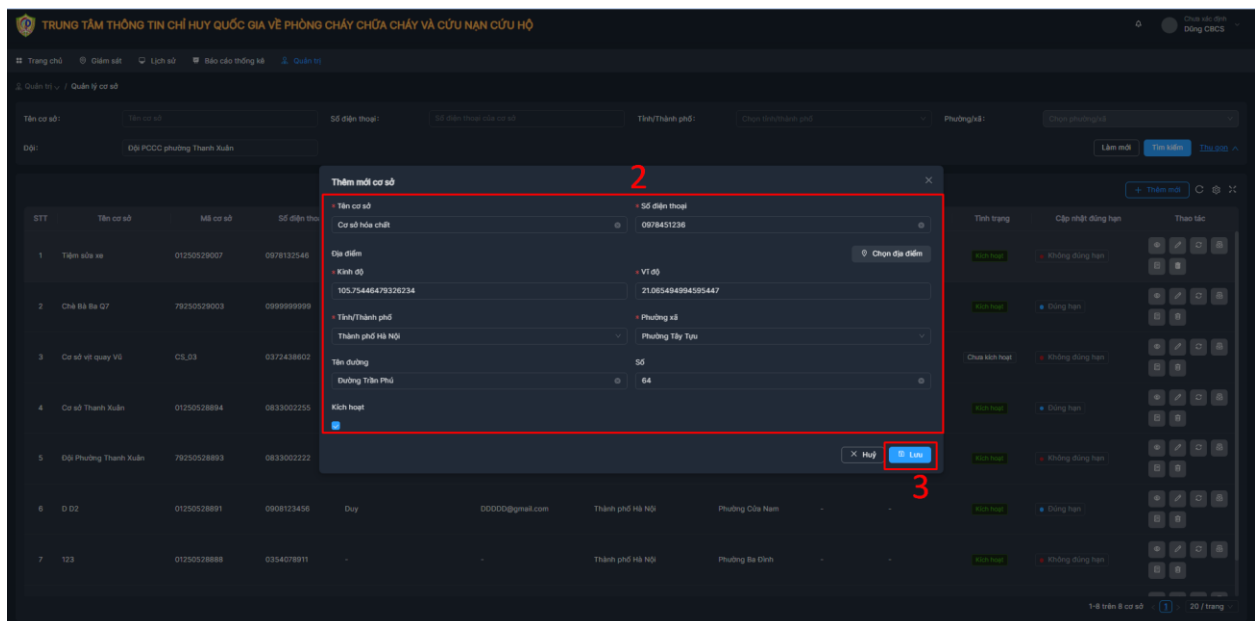 TRUNG TÂM THÔNG TIN CHỈ HUY QUỐC GIA VỀ PHÒNG CHÁY CHỮA CHÁY VÀ CỨU NẠN CỨU HỘ
Chưa xác định
Dũng CBCS
Trang chủ Giám sát Lịch sử Báo cáo thống kê Quản trị
Quản trị / Quản lý cơ sở
Tên cơ sở: Tên cơ sở Số điện thoại: Số điện thoại của cơ sở Tỉnh/Thành phố: Chọn tỉnh/thành phố Phường/xã: Chọn phường/xã
Đội: Đội PCCC phường Thanh Xuân Làm mới Tìm kiếm Thu gọn
Thêm mới cơ sở 2
+ Thêm mới
* Tên cơ sở * Số điện thoại
Cơ sở hóa chất 0978451236
Địa điểm Chọn địa điểm
* Kinh độ * Vĩ độ
105.75446479326234 21.065494994595447
* Tỉnh/Thành phố * Phường xã
Thành phố Hà Nội Phường Tây Tựu
Tên đường Số
Đường Trần Phú 64
Kích hoạt
Huỷ Lưu
3
STT Tên cơ sở Mã cơ sở Số điện tho Tình trạng Cập nhật đúng hạn Thao tác
1 Tiệm sửa xe 01250529007 0978132546 Kích hoạt Không đúng hạn
2 Chè Bà Ba Q7 79250529003 0999999999 Kích hoạt Đúng hạn
3 Cơ sở vịt quay Vũ CS_03 0372438602 Chưa kích hoạt Không đúng hạn
4 Cơ sở Thanh Xuân 01250528894 0833002255 Kích hoạt Đúng hạn
5 Đội Phường Thanh Xuân 79250528893 0833002222 Kích hoạt Không đúng hạn
6 D D2 01250528891 0908123456 Duy DDDDD@gmail.com Thành phố Hà Nội Phường Cửa Nam - - Kích hoạt Đúng hạn
7 123 01250528888 0354078911 - - Thành phố Hà Nội Phường Ba Đình - - Kích hoạt Không đúng hạn
1-8 trên 8 cơ sở 1 20 / trang